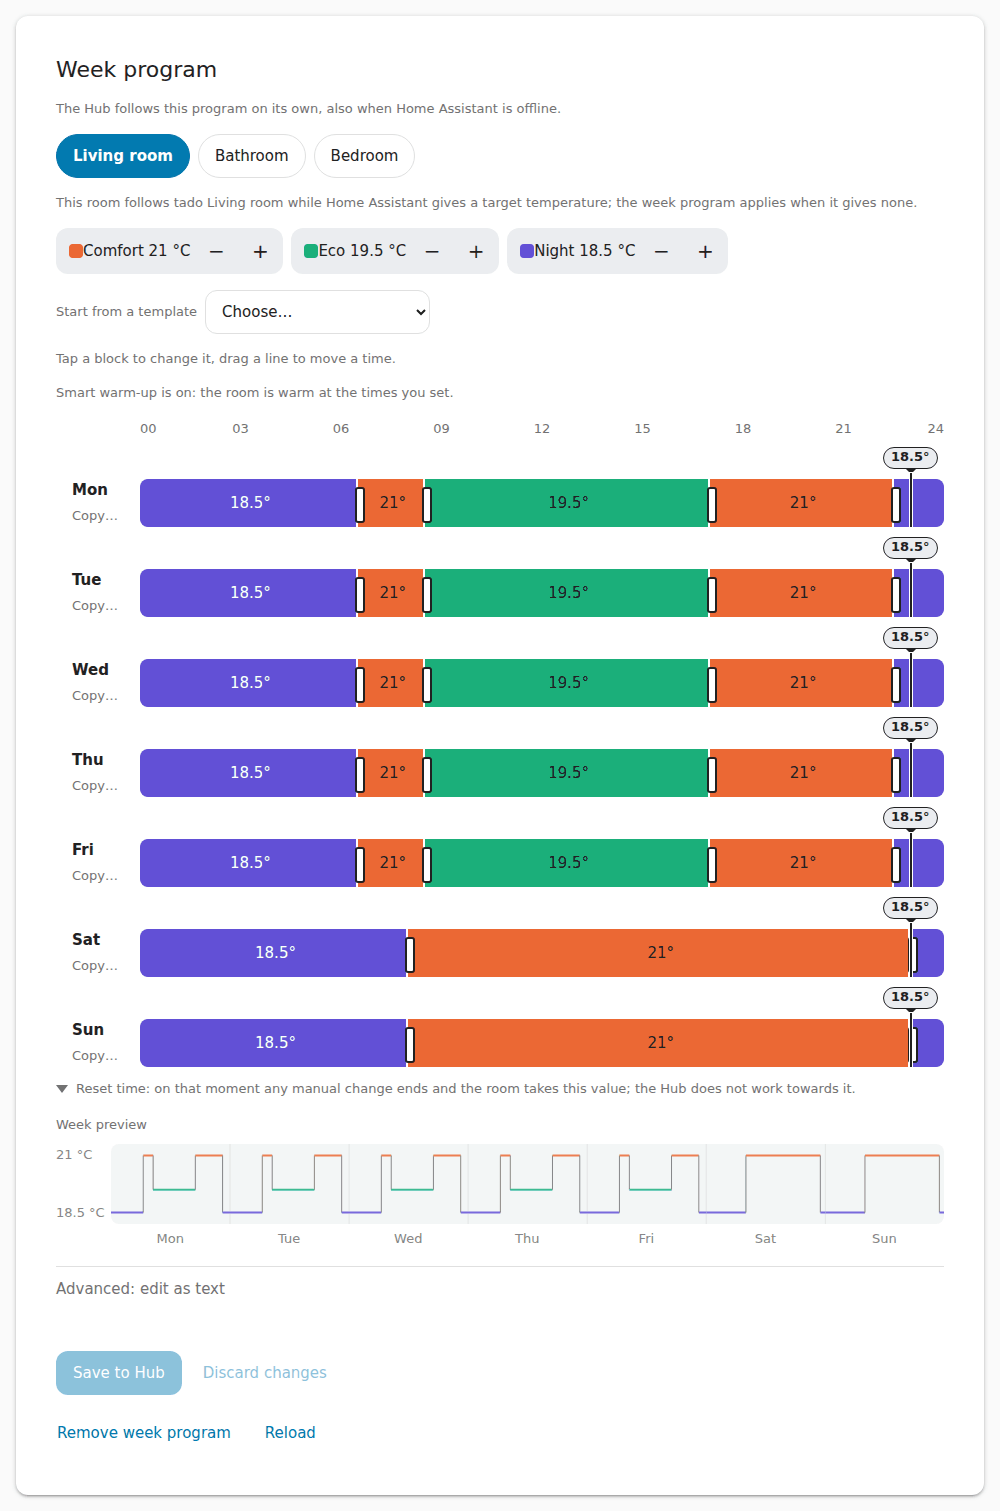 Week program
The Hub follows this program on its own, also when Home Assistant is offline.
Living room Bathroom Bedroom
This room follows tado Living room while Home Assistant gives a target temperature; the week program applies when it gives none.
Comfort 21 °C − + Eco 19.5 °C − + Night 18.5 °C − +
Start from a template Choose...
Tap a block to change it, drag a line to move a time.
Smart warm-up is on: the room is warm at the times you set.
00 03 06 09 12 15 18 21 24
18.5°
Mon 18.5° 21° 19.5° 21°
Copy...
18.5°
Tue 18.5° 21° 19.5° 21°
Copy...
18.5°
Wed 18.5° 21° 19.5° 21°
Copy...
18.5°
Thu 18.5° 21° 19.5° 21°
Copy...
18.5°
Fri 18.5° 21° 19.5° 21°
Copy...
18.5°
Sat 18.5° 21°
Copy...
18.5°
Sun 18.5° 21°
Copy...
Reset time: on that moment any manual change ends and the room takes this value; the Hub does not work towards it.
Week preview
21 °C
18.5 °C
Mon Tue Wed Thu Fri Sat Sun
Advanced: edit as text
Save to Hub Discard changes
Remove week program Reload